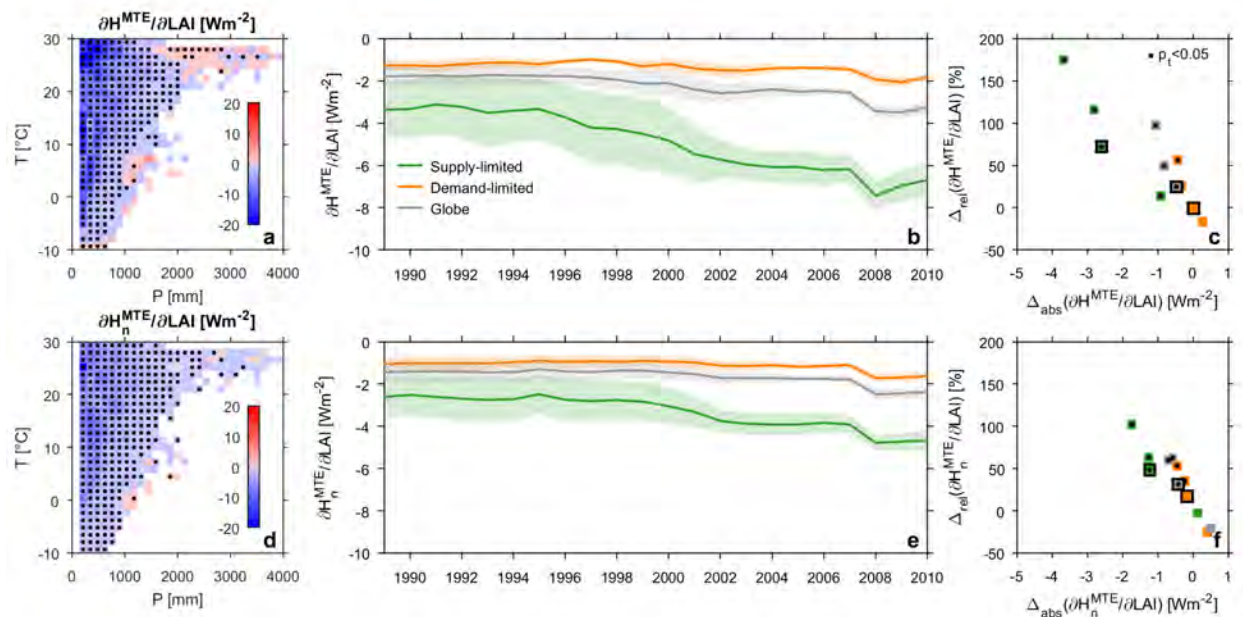 ∂H^MTE/∂LAI [Wm^-2]
30
20
10
0
-10
T [°C]
20
10
0
-10
-20
a
0 1000 2000 3000 4000
P [mm]
∂H^MTE/∂LAI [Wm^-2]
0
-2
-4
-6
-8
-10
Supply-limited
Demand-limited
Globe
b
1990 1992 1994 1996 1998 2000 2002 2004 2006 2008 2010
Δ_rel(∂H^MTE/∂LAI) [%]
200
150
100
50
0
-50
p_t<0.05
c
-5 -4 -3 -2 -1 0 1
Δ_abs(∂H^MTE/∂LAI) [Wm^-2]
∂H_n^MTE/∂LAI [Wm^-2]
30
20
10
0
-10
T [°C]
20
10
0
-10
-20
d
0 1000 2000 3000 4000
P [mm]
∂H_n^MTE/∂LAI [Wm^-2]
0
-2
-4
-6
-8
-10
e
1990 1992 1994 1996 1998 2000 2002 2004 2006 2008 2010
Δ_rel(∂H_n^MTE/∂LAI) [%]
200
150
100
50
0
-50
f
-5 -4 -3 -2 -1 0 1
Δ_abs(∂H_n^MTE/∂LAI) [Wm^-2]